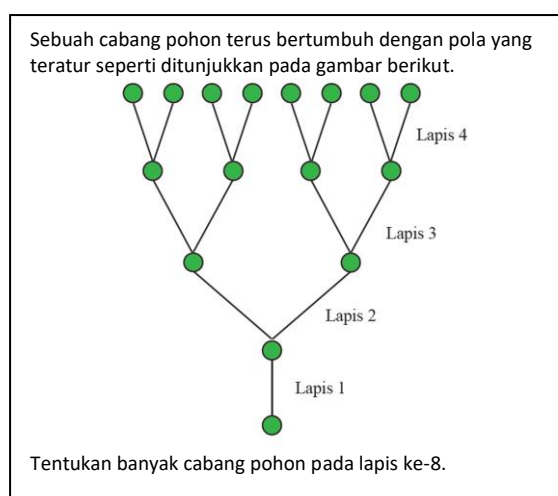 Sebuah cabang pohon terus bertumbuh dengan pola yang
teratur seperti ditunjukkan pada gambar berikut.
Lapis 4
Lapis 3
Lapis 2
Lapis 1
Tentukan banyak cabang pohon pada lapis ke-8.